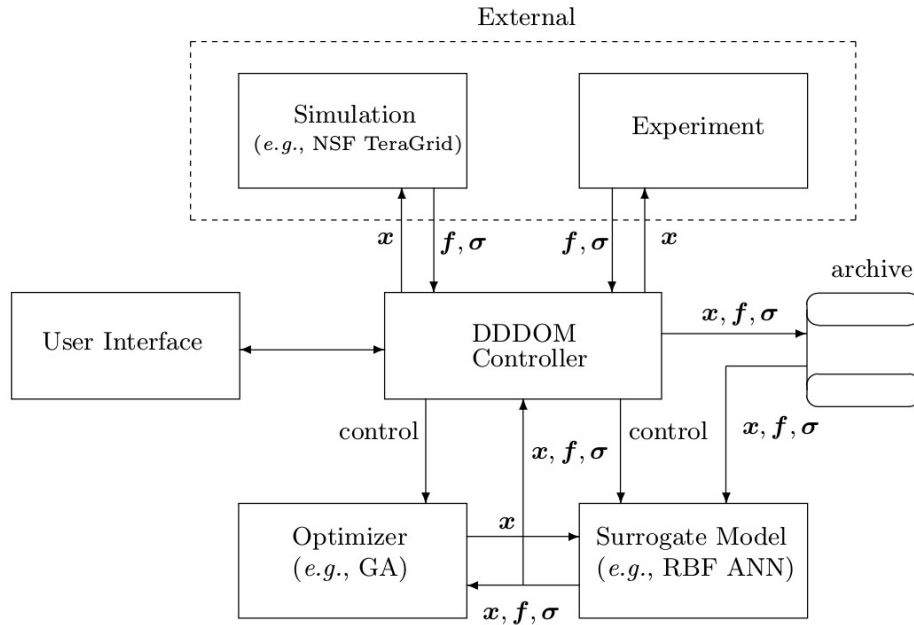 External
Simulation
(e.g., NSF TeraGrid)
Experiment
x
f, σ
f, σ
x
archive
User Interface
DDDOM
Controller
x, f, σ
control
x, f, σ
control
x, f, σ
Optimizer
(e.g., GA)
x
Surrogate Model
(e.g., RBF ANN)
x, f, σ